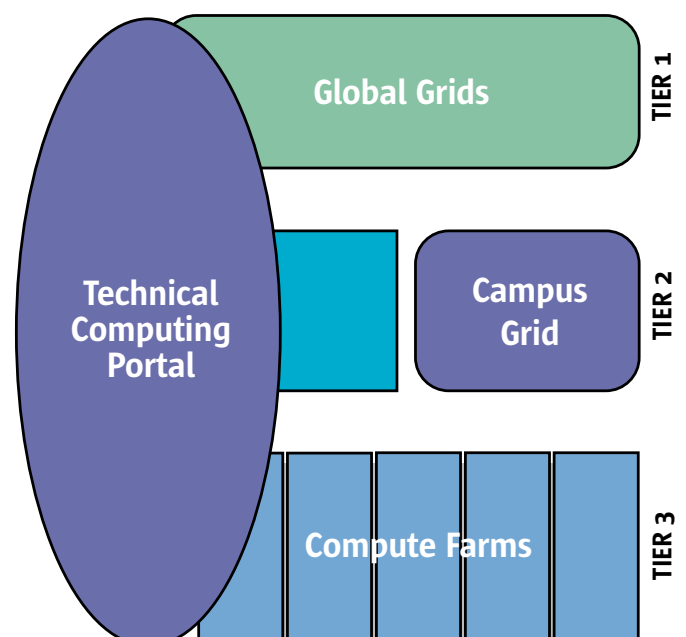 Global Grids
TIER 1
Technical
Computing
Portal
Campus
Grid
TIER 2
Compute Farms
TIER 3